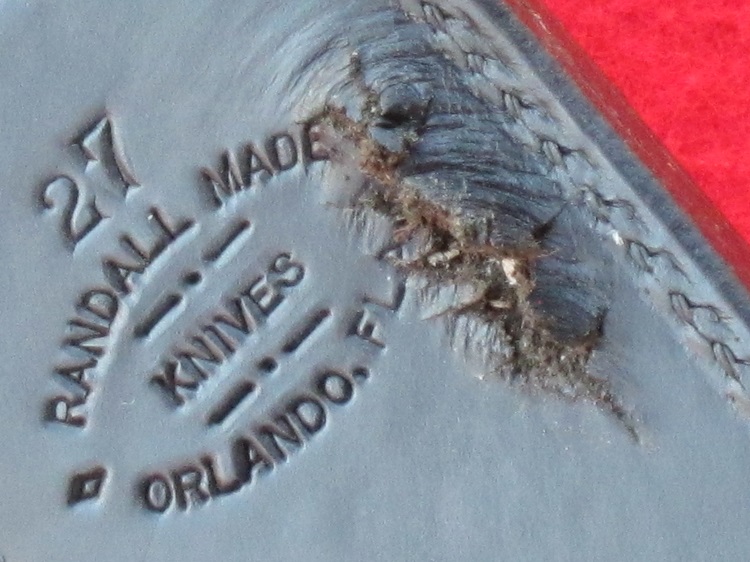 27
RANDALL MADE
KNIVES
ORLANDO, FL